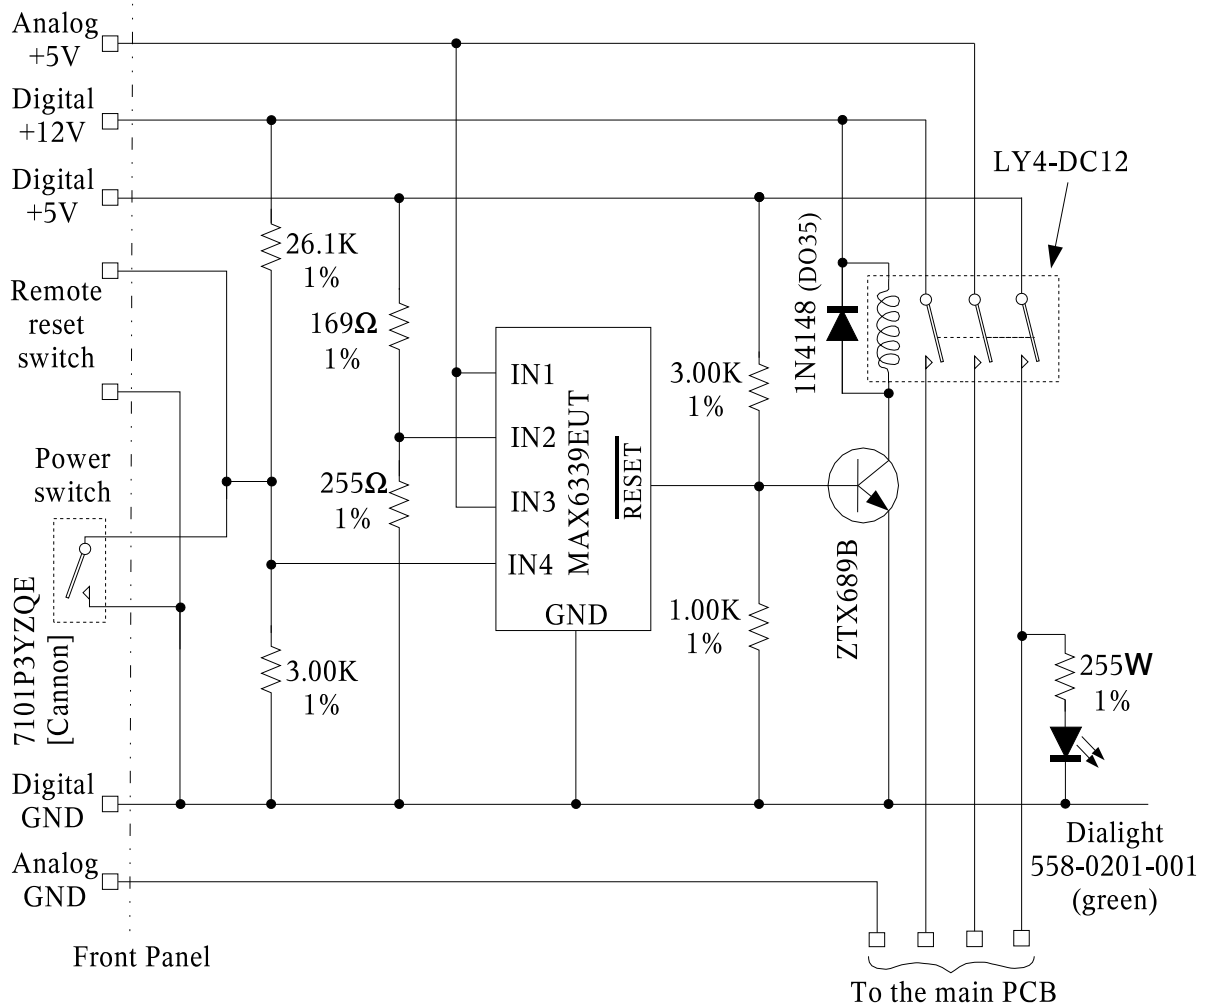 Analog
+5V
Digital
+12V
Digital
+5V
Remote
reset
switch
Power
switch
7101P3YZQE
[Cannon]
Digital
GND
Analog
GND
Front Panel
26.1K
1%
3.00K
1%
169Ω
1%
255Ω
1%
IN1
IN2
IN3
IN4
MAX6339EUT
RESET
GND
3.00K
1%
1.00K
1%
1N4148 (DO35)
LY4-DC12
ZTX689B
255W
1%
Dialight
558-0201-001
(green)
To the main PCB